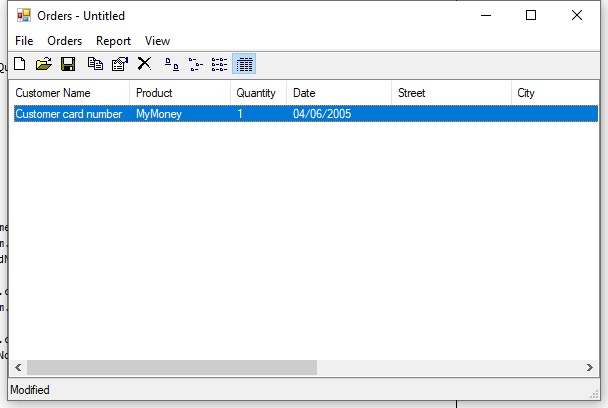 Orders - Untitled
File Orders Report View
Customer Name Product Quantity Date Street City
Customer card number MyMoney 1 04/06/2005
Modified